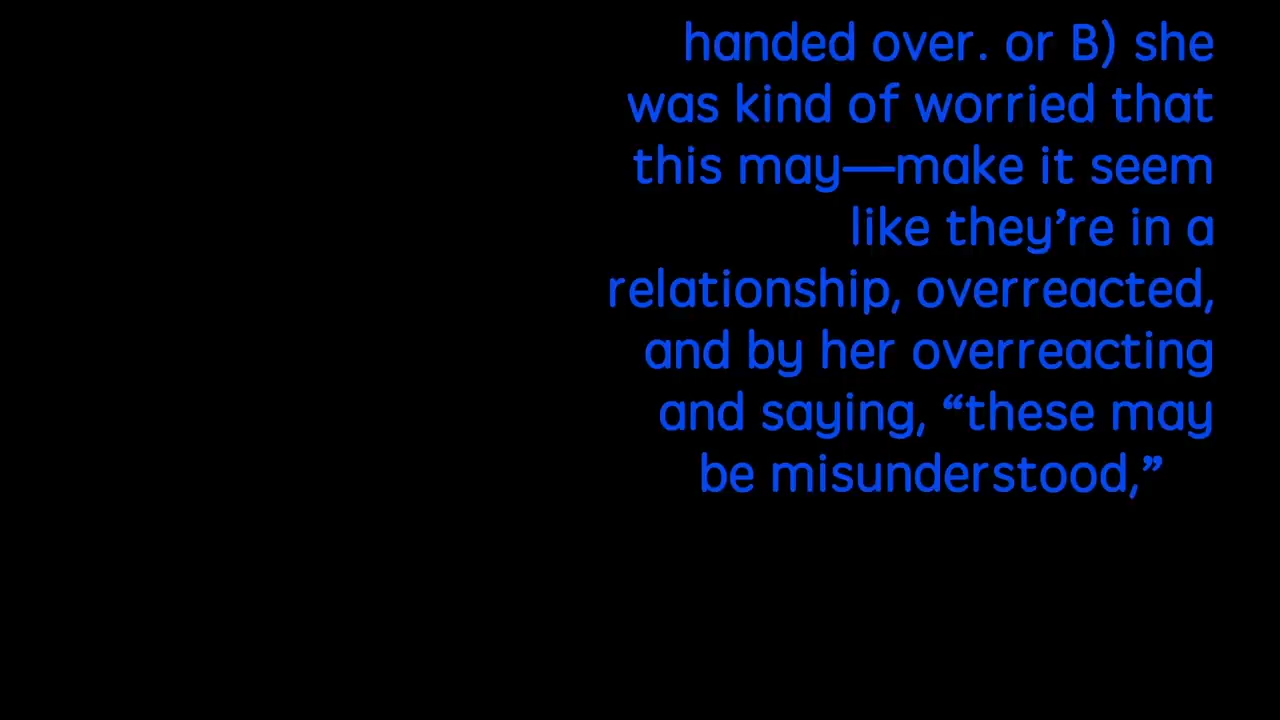 handed over. or B) she
was kind of worried that
this may—make it seem
like they’re in a
relationship, overreacted,
and by her overreacting
and saying, “these may
be misunderstood,”